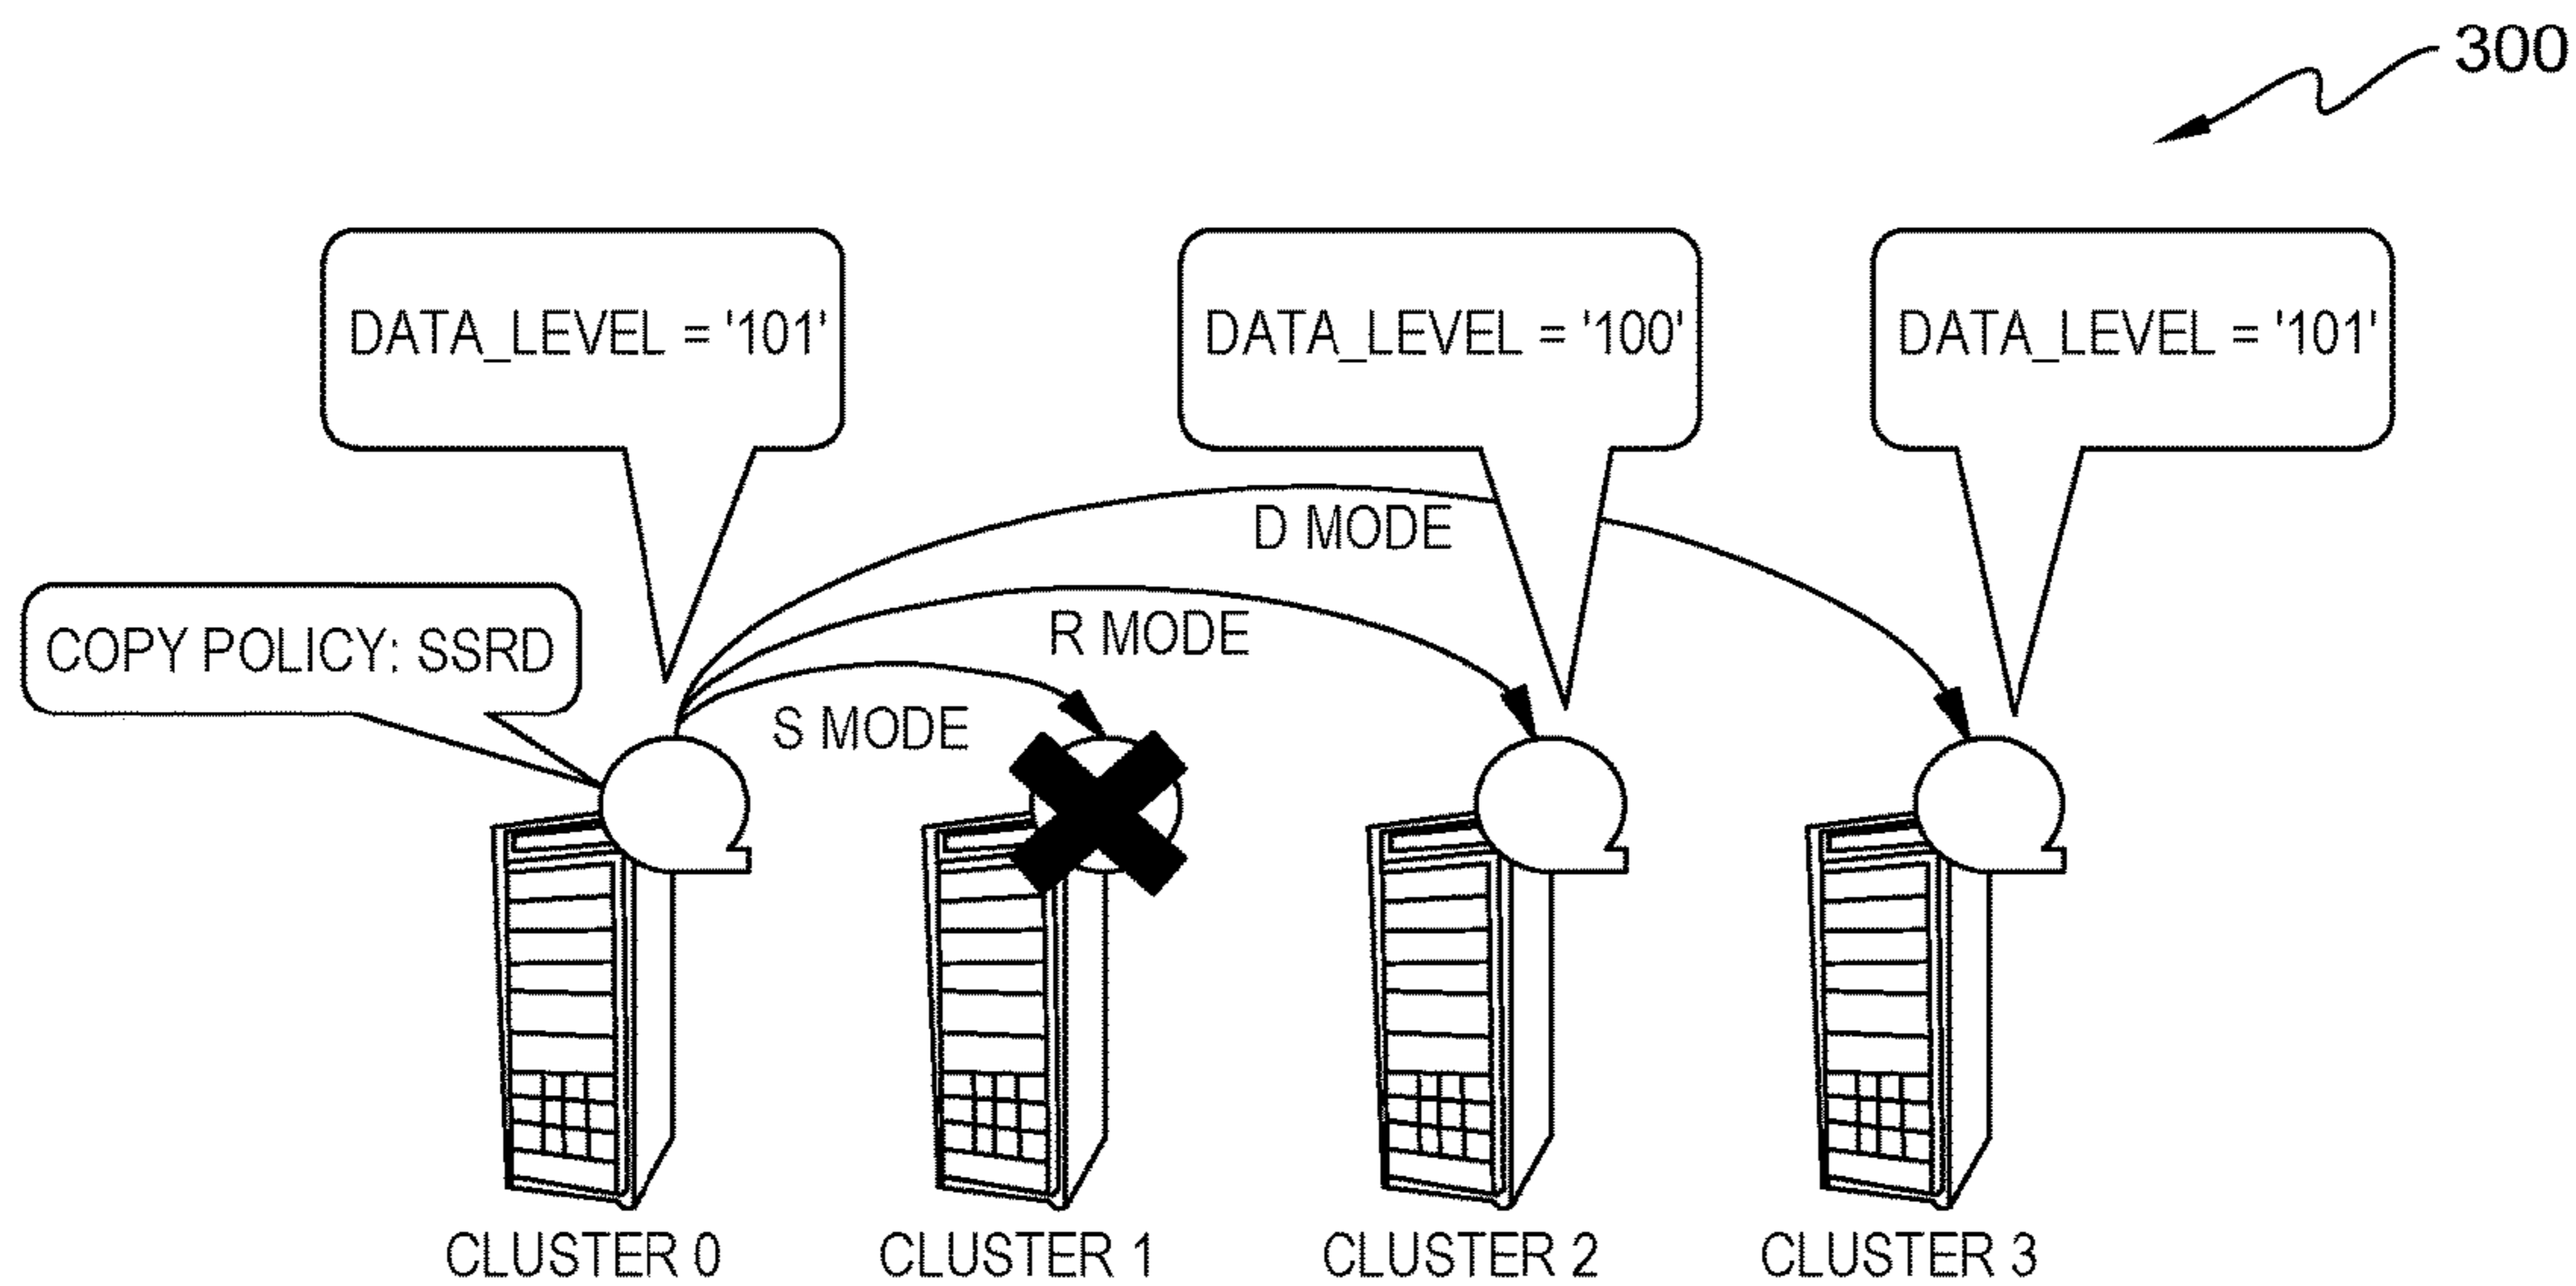 300
DATA_LEVEL = '101'
DATA_LEVEL = '100'
DATA_LEVEL = '101'
D MODE
R MODE
COPY POLICY: SSRD
S MODE
CLUSTER 0
CLUSTER 1
CLUSTER 2
CLUSTER 3